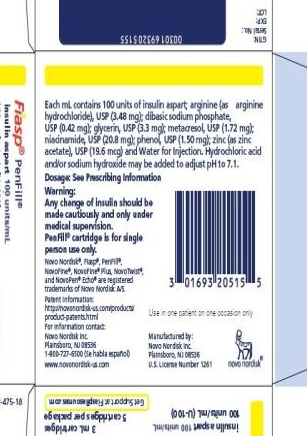 00301693205155
GTIN
Serial No.:
EXP:
LOT:
Fiasp® PenFill®
insulin aspart 100 units/mL
Each mL contains 100 units of insulin aspart; arginine (as arginine
hydrochloride), USP (3.48 mg); dibasic sodium phosphate,
USP (0.42 mg); glycerin, USP (3.3 mg); metacresol, USP (1.72 mg);
niacinamide, USP (20.8 mg); phenol, USP (1.50 mg); zinc (as zinc
acetate), USP (19.6 mcg) and Water for Injection. Hydrochloric acid
and/or sodium hydroxide may be added to adjust pH to 7.1.
Dosage: See Prescribing Information
Warning:
Any change of insulin should be
made cautiously and only under
medical supervision.
PenFill® cartridge is for single
person use only.
Novo Nordisk®, Fiasp®, PenFill®,
NovoFine®, NovoFine® Plus, NovoTwist®,
and NovoPen® Echo® are registered
trademarks of Novo Nordisk A/S.
Patent Information:
http://novonordisk-us.com/products/
product-patents.html
For information contact:
Novo Nordisk Inc.
Plainsboro, NJ 08536
1-800-727-6500 (Se habla español)
www.novonordisk-us.com
3 01693 20515 5
Use in one patient on one occasion only
Manufactured by:
Novo Nordisk Inc.
Plainsboro, NJ 08536
U.S. License Number 1261
novo nordisk®
-475-18
Get Support at Fiasp.com
5 cartridges per package
3 mL cartridges
100 units/mL (U-100)
insulin aspart 100 units/mL